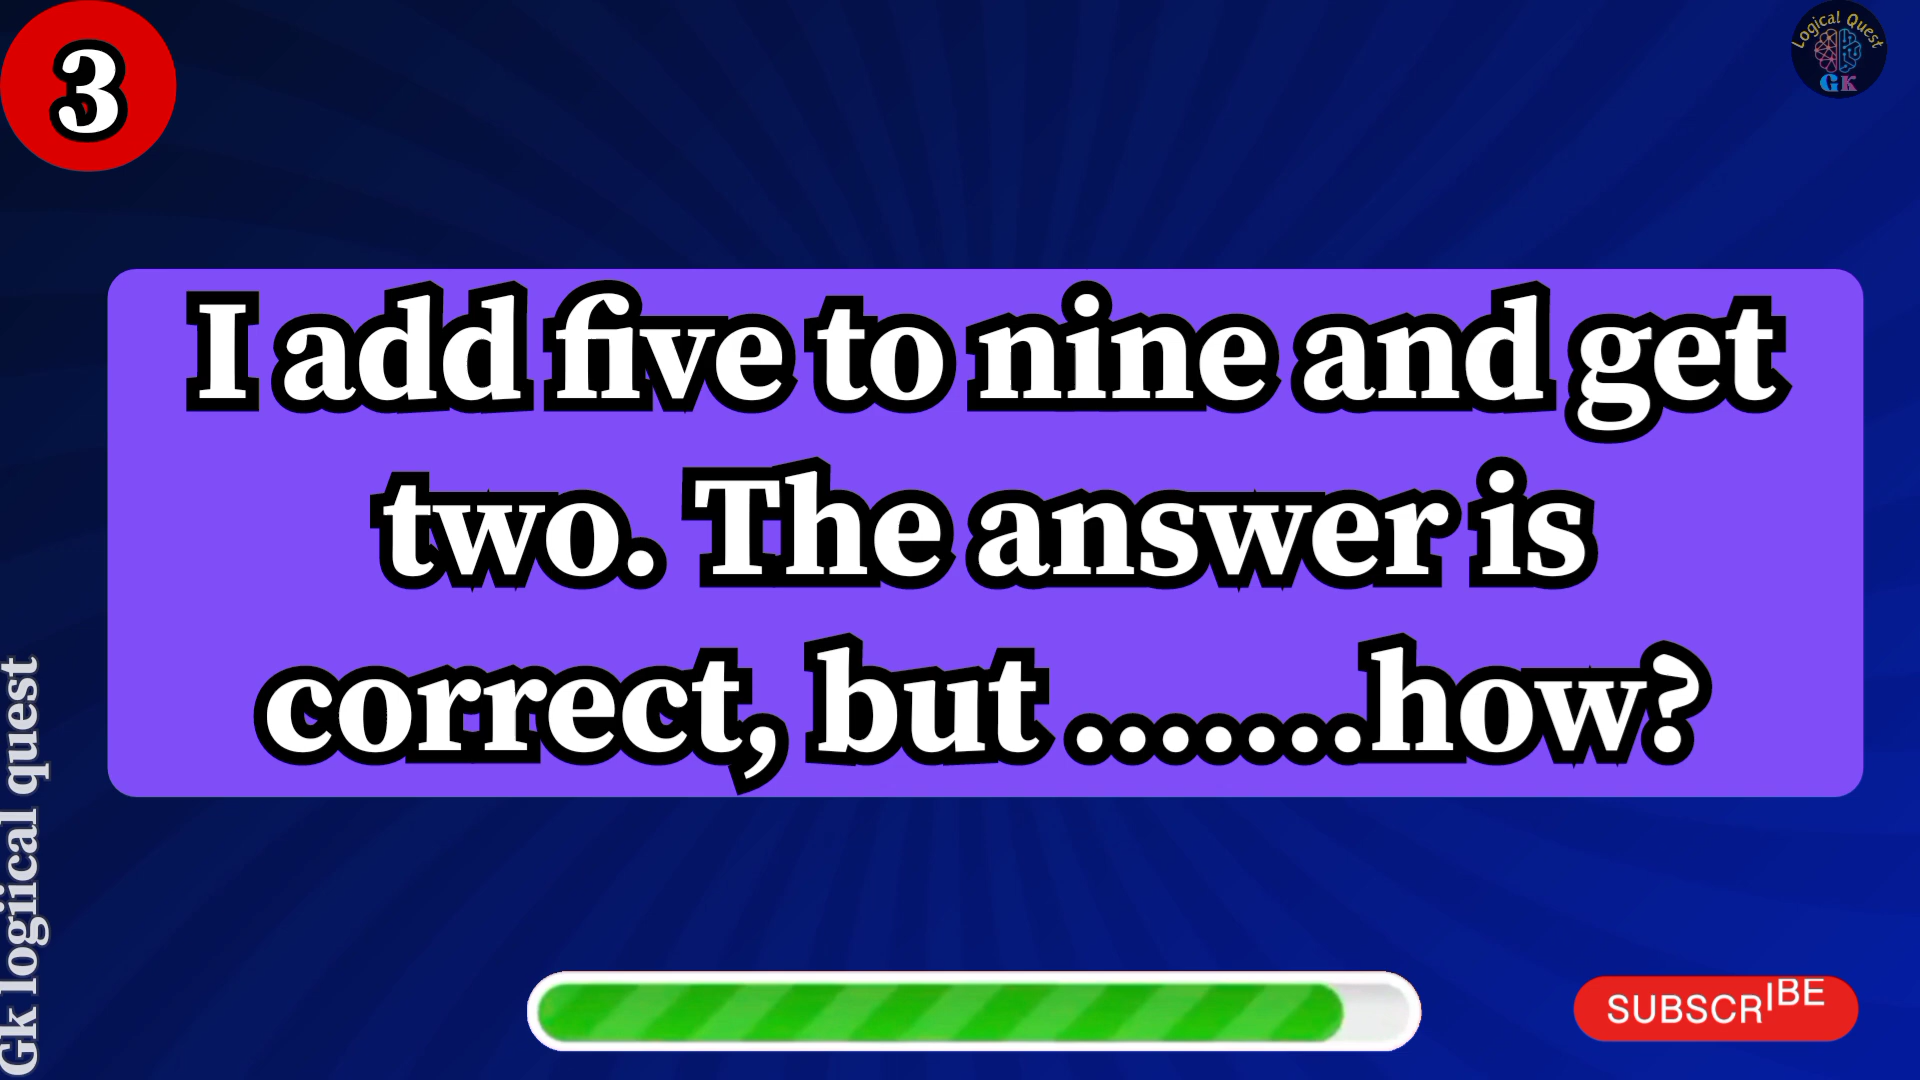 3
Logical Quest
GK
I add five to nine and get
two. The answer is
correct, but .......how?
Gk logiical quest
SUBSCRIBE